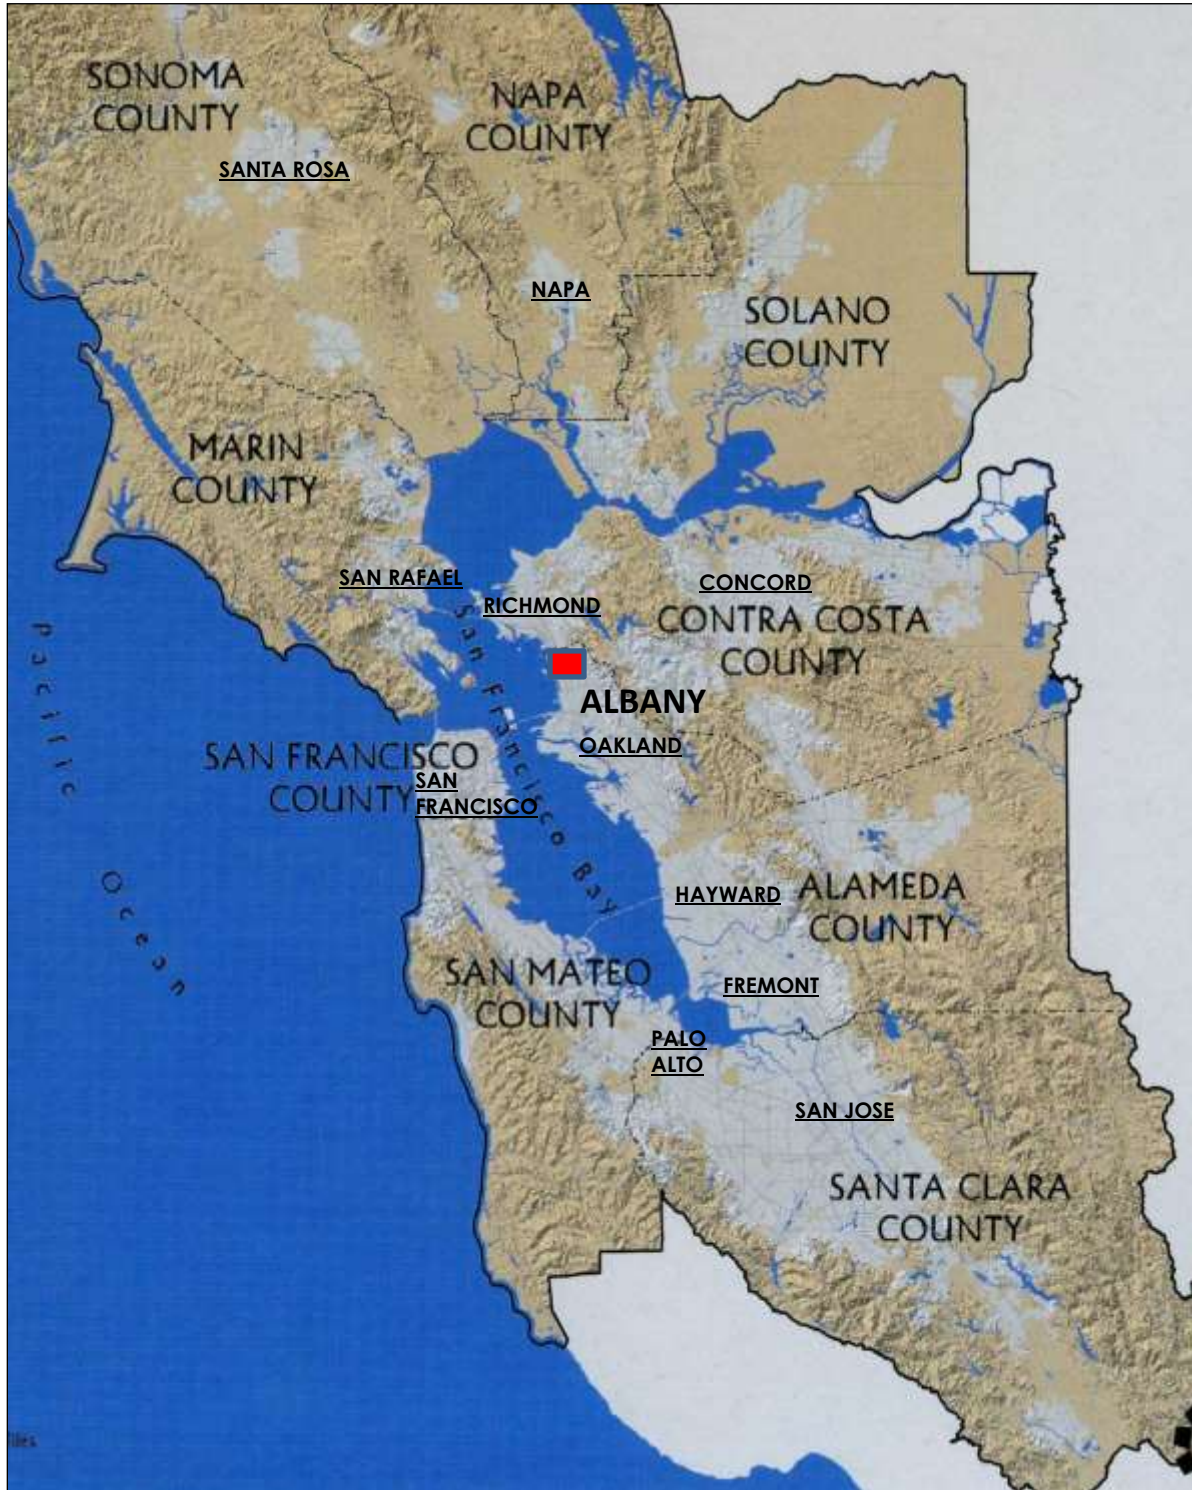 SONOMA
COUNTY
NAPA
COUNTY
SANTA ROSA
NAPA
SOLANO
COUNTY
MARIN
COUNTY
SAN RAFAEL
RICHMOND
CONCORD
CONTRA COSTA
COUNTY
San Francisco Bay
ALBANY
OAKLAND
Pacific
Ocean
SAN FRANCISCO
COUNTY
SAN
FRANCISCO
HAYWARD
ALAMEDA
COUNTY
SAN MATEO
COUNTY
FREMONT
PALO
ALTO
SAN JOSE
SANTA CLARA
COUNTY